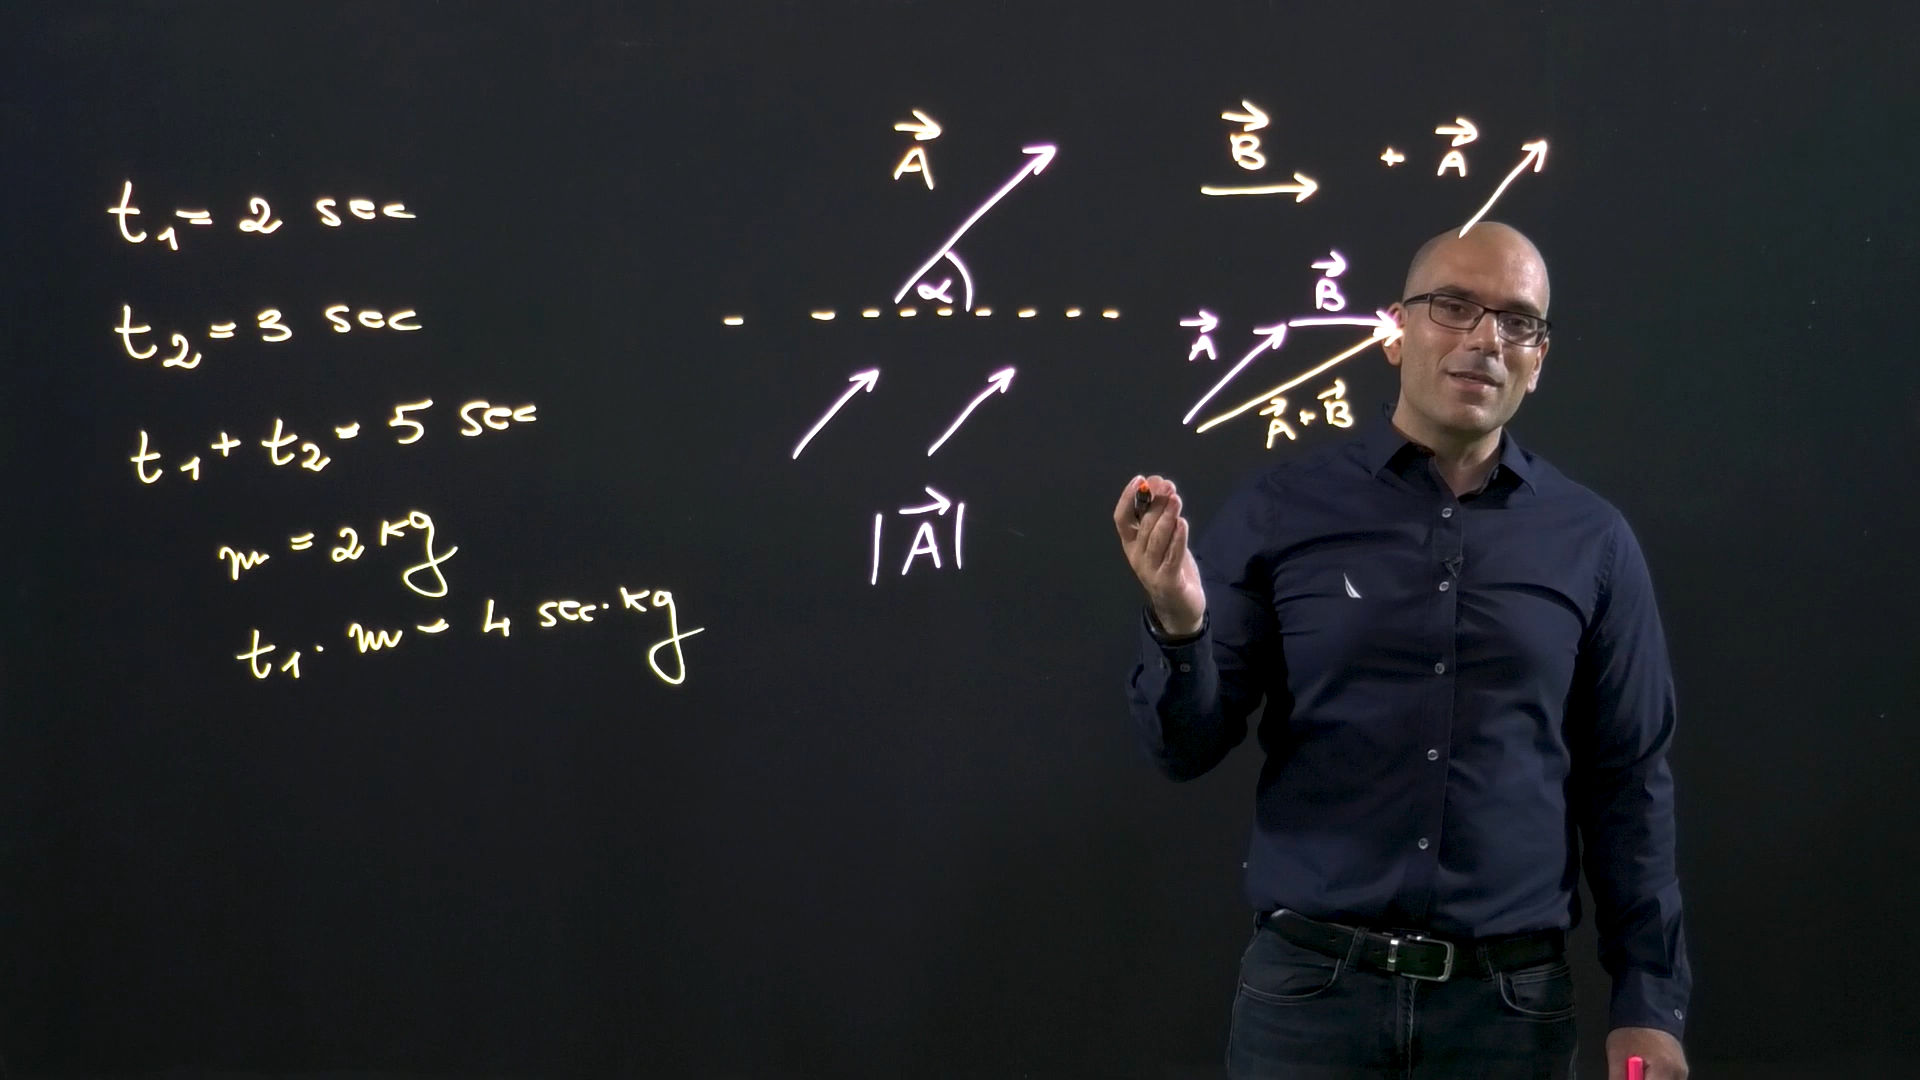 t₁ = 2 sec
t₂ = 3 sec
t₁ + t₂ = 5 sec
m = 2 kg
t₁ · m = 4 sec · kg
A⃗
α
|A⃗|
B⃗ + A⃗
B⃗
A⃗
A⃗ + B⃗